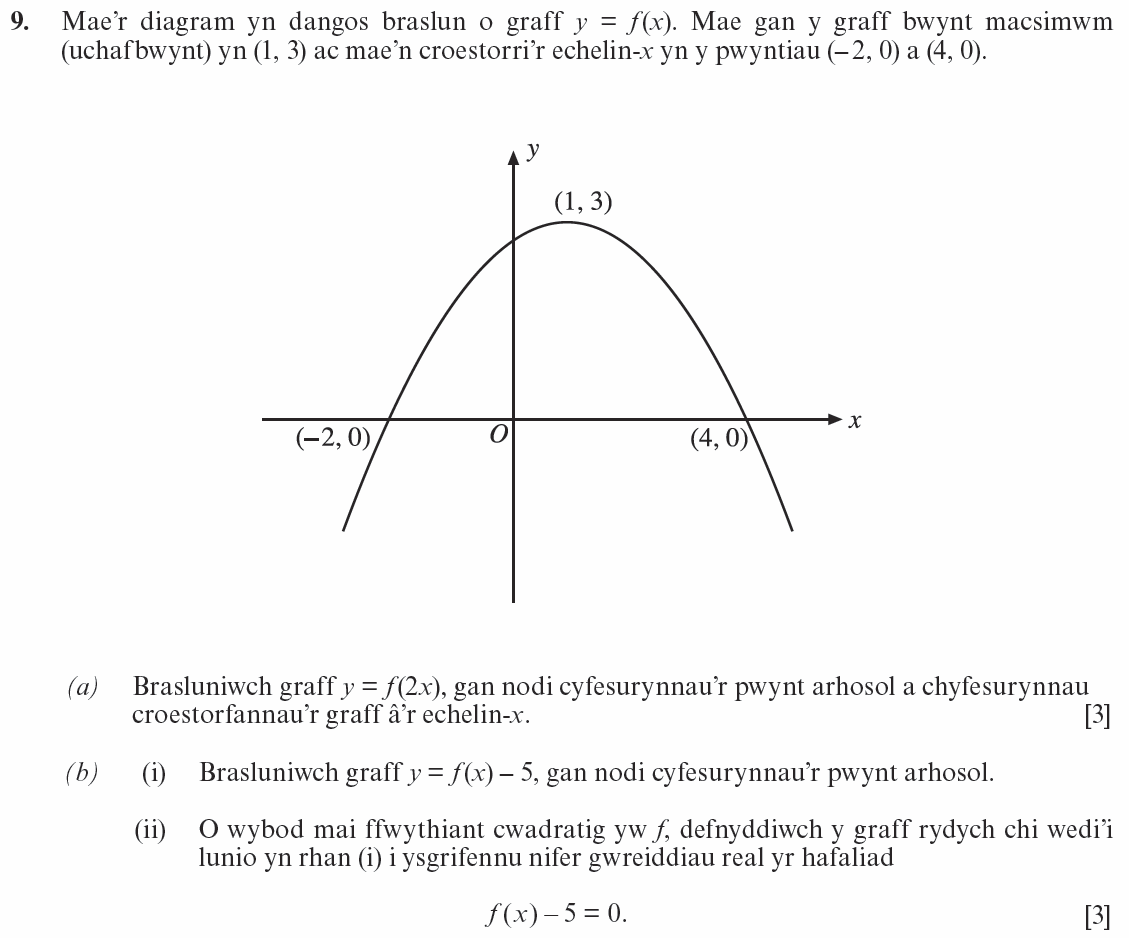 9. Mae'r diagram yn dangos braslun o graff y = f(x). Mae gan y graff bwynt macsimwm
(uchafbwynt) yn (1, 3) ac mae'n croestorri'r echelin-x yn y pwyntiau (–2, 0) a (4, 0).
y
(1, 3)
x
(–2, 0)
O
(4, 0)
(a) Brasluniwch graff y = f(2x), gan nodi cyfesurynnau'r pwynt arhosol a chyfesurynnau
croestorfannau'r graff â'r echelin-x. [3]
(b) (i) Brasluniwch graff y = f(x) – 5, gan nodi cyfesurynnau'r pwynt arhosol.
(ii) O wybod mai ffwythiant cwadratig yw f, defnyddiwch y graff rydych chi wedi'i
lunio yn rhan (i) i ysgrifennu nifer gwreiddiau real yr hafaliad
f(x) – 5 = 0. [3]